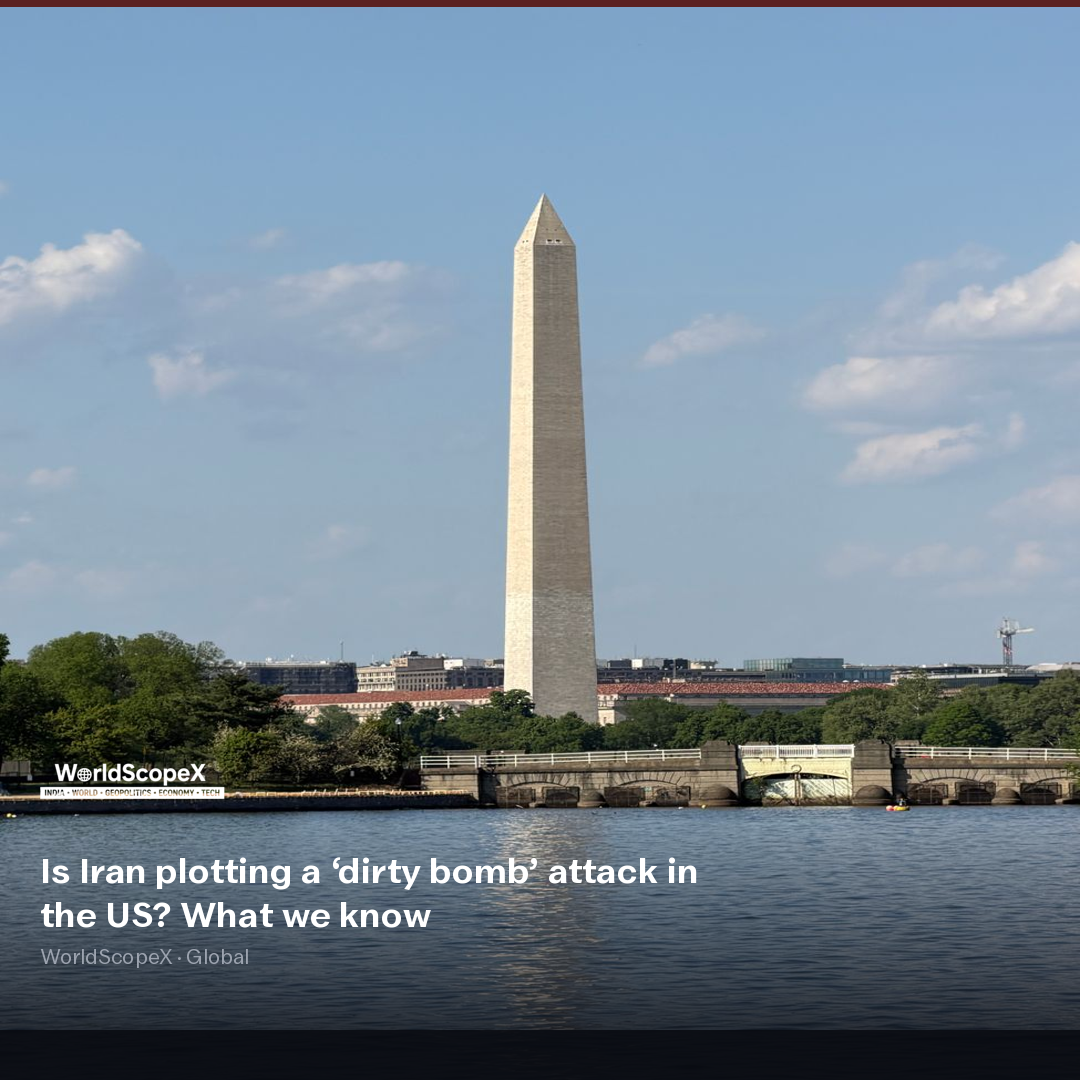 WorldScopeX
INDIA • WORLD • GEOPOLITICS • ECONOMY • TECH
Is Iran plotting a ‘dirty bomb’ attack in
the US? What we know
WorldScopeX · Global